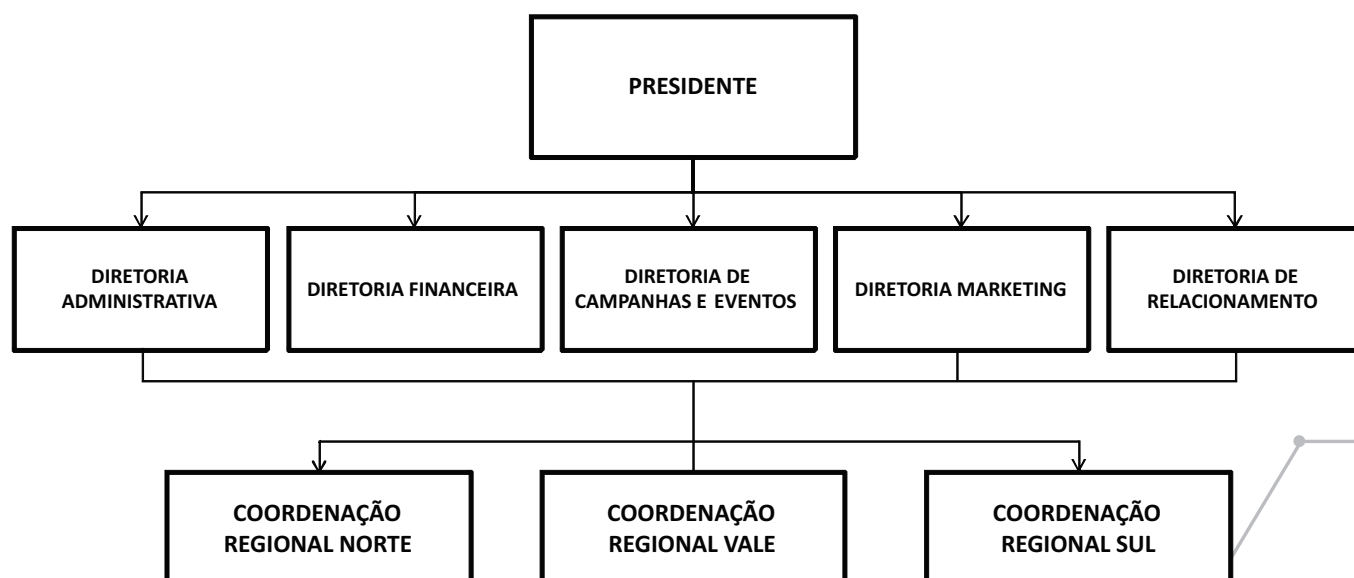 PRESIDENTE
DIRETORIA
ADMINISTRATIVA
DIRETORIA FINANCEIRA
DIRETORIA DE
CAMPANHAS E EVENTOS
DIRETORIA MARKETING
DIRETORIA DE
RELACIONAMENTO
COORDENAÇÃO
REGIONAL NORTE
COORDENAÇÃO
REGIONAL VALE
COORDENAÇÃO
REGIONAL SUL